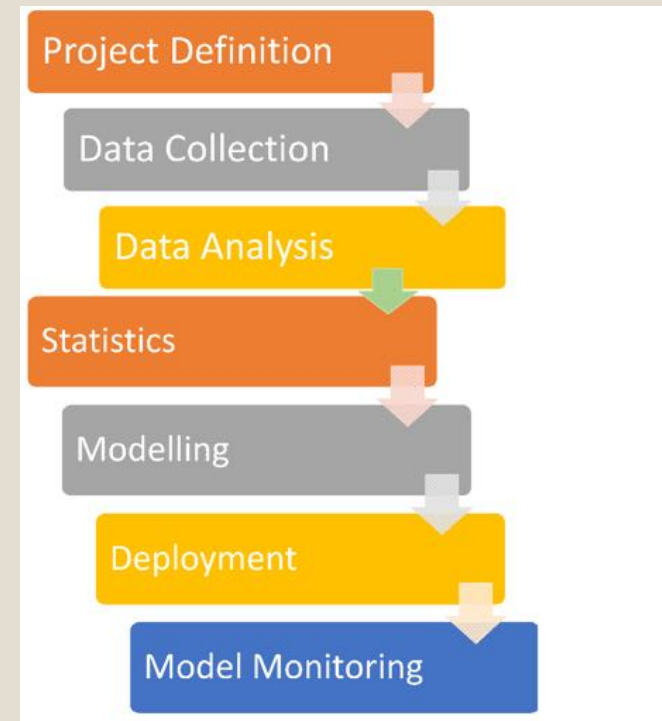 Project Definition
Data Collection
Data Analysis
Statistics
Modelling
Deployment
Model Monitoring